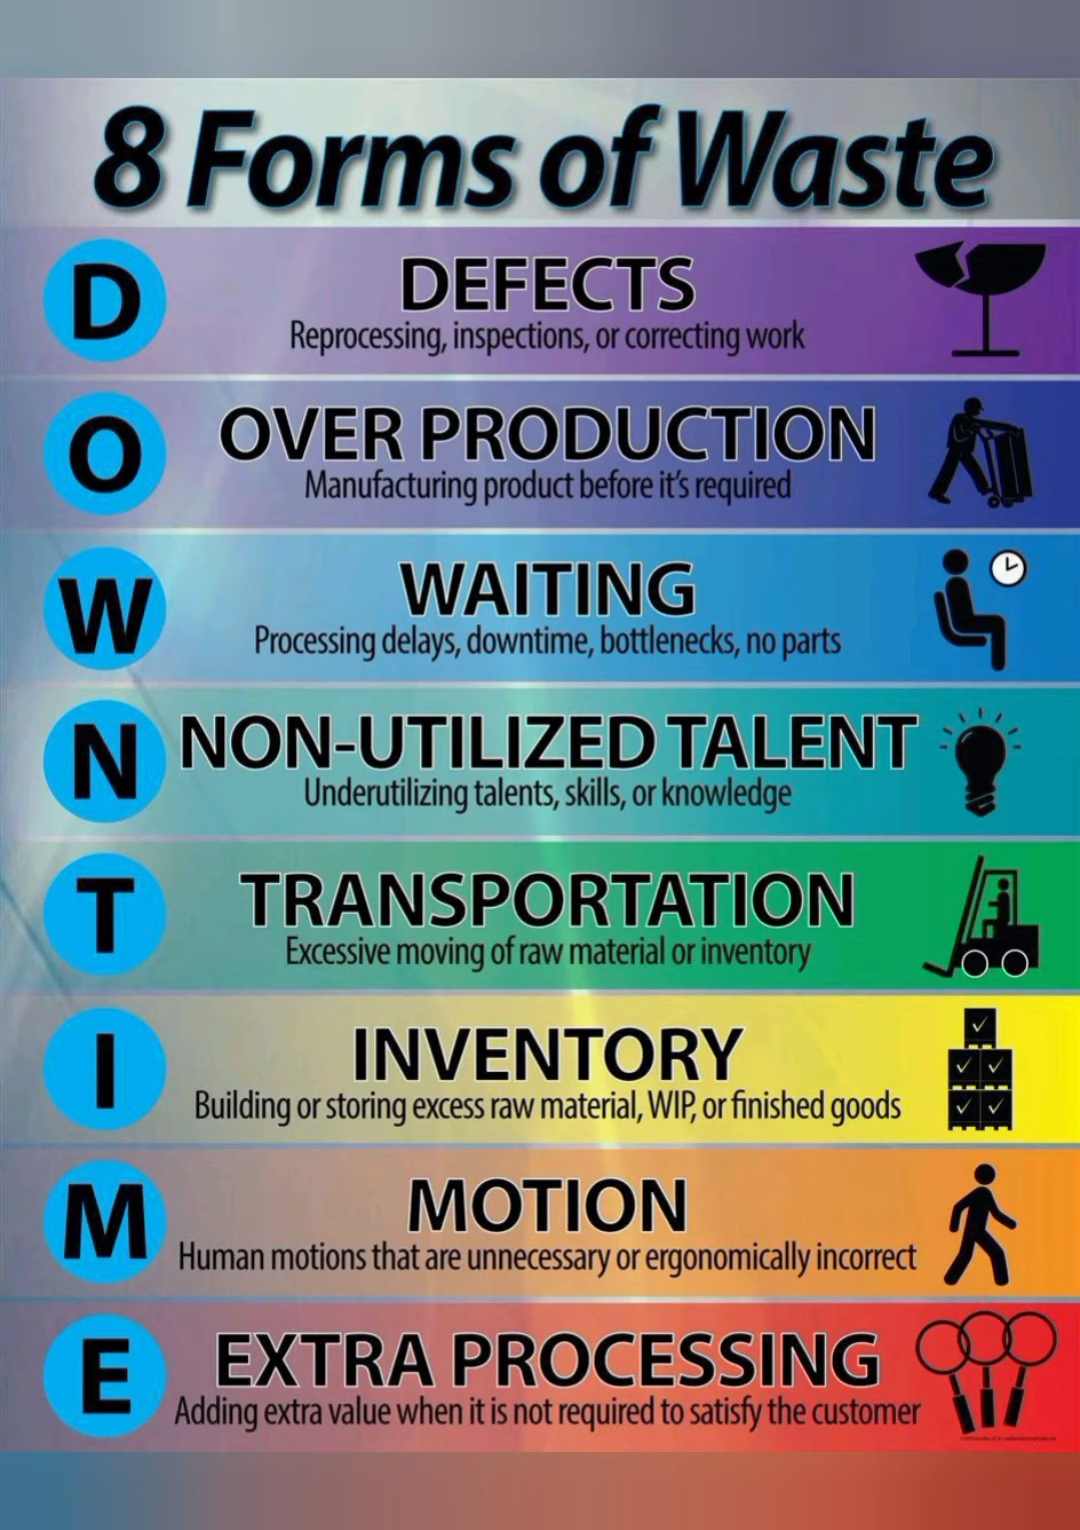 8 Forms of Waste
D
DEFECTS
Reprocessing, inspections, or correcting work
O
OVER PRODUCTION
Manufacturing product before it's required
W
WAITING
Processing delays, downtime, bottlenecks, no parts
N
NON-UTILIZED TALENT
Underutilizing talents, skills, or knowledge
T
TRANSPORTATION
Excessive moving of raw material or inventory
I
INVENTORY
Building or storing excess raw material, WIP, or finished goods
M
MOTION
Human motions that are unnecessary or ergonomically incorrect
E
EXTRA PROCESSING
Adding extra value when it is not required to satisfy the customer